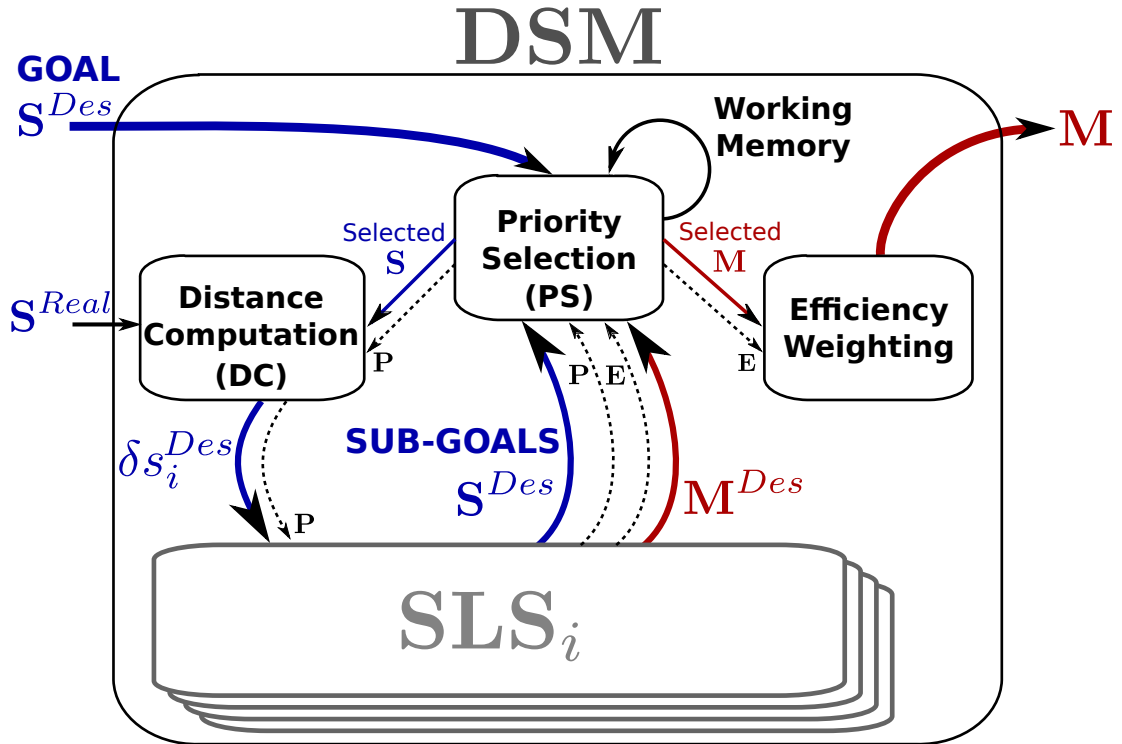 DSM
GOAL
S^{Des}
Working
Memory
M
Priority
Selection
(PS)
Selected
S
Selected
M
S^{Real}
Distance
Computation
(DC)
P
Efficiency
Weighting
E
P
E
δs_i^{Des}
SUB-GOALS
S^{Des}
M^{Des}
P
SLS_i